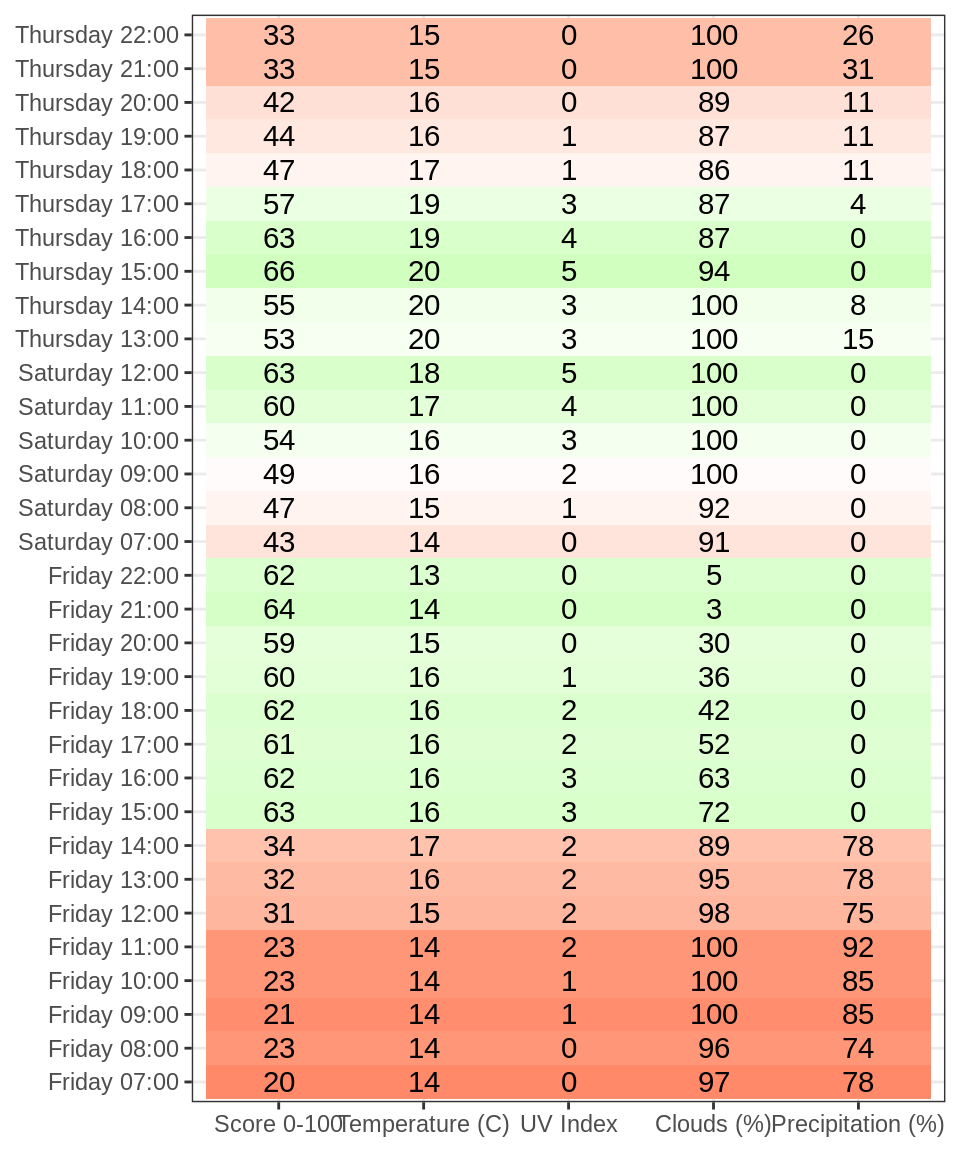 Thursday 22:00 33 15 0 100 26
Thursday 21:00 33 15 0 100 31
Thursday 20:00 42 16 0 89 11
Thursday 19:00 44 16 1 87 11
Thursday 18:00 47 17 1 86 11
Thursday 17:00 57 19 3 87 4
Thursday 16:00 63 19 4 87 0
Thursday 15:00 66 20 5 94 0
Thursday 14:00 55 20 3 100 8
Thursday 13:00 53 20 3 100 15
Saturday 12:00 63 18 5 100 0
Saturday 11:00 60 17 4 100 0
Saturday 10:00 54 16 3 100 0
Saturday 09:00 49 16 2 100 0
Saturday 08:00 47 15 1 92 0
Saturday 07:00 43 14 0 91 0
Friday 22:00 62 13 0 5 0
Friday 21:00 64 14 0 3 0
Friday 20:00 59 15 0 30 0
Friday 19:00 60 16 1 36 0
Friday 18:00 62 16 2 42 0
Friday 17:00 61 16 2 52 0
Friday 16:00 62 16 3 63 0
Friday 15:00 63 16 3 72 0
Friday 14:00 34 17 2 89 78
Friday 13:00 32 16 2 95 78
Friday 12:00 31 15 2 98 75
Friday 11:00 23 14 2 100 92
Friday 10:00 23 14 1 100 85
Friday 09:00 21 14 1 100 85
Friday 08:00 23 14 0 96 74
Friday 07:00 20 14 0 97 78
Score 0-100 Temperature (C) UV Index Clouds (%) Precipitation (%)